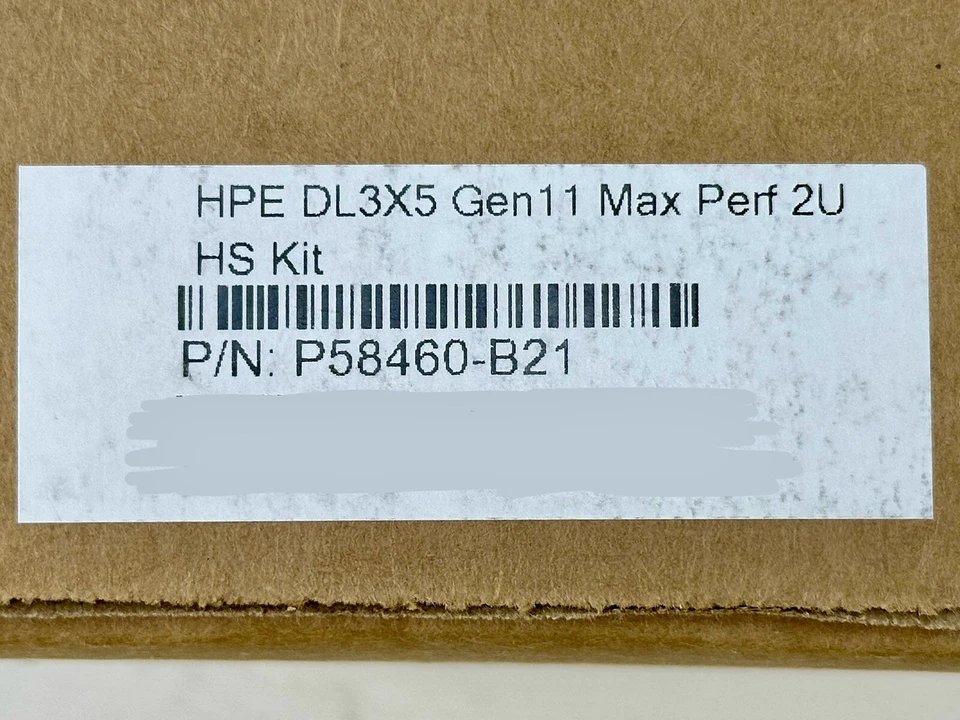 HPE DL3X5 Gen11 Max Perf 2U
HS Kit
P/N: P58460-B21